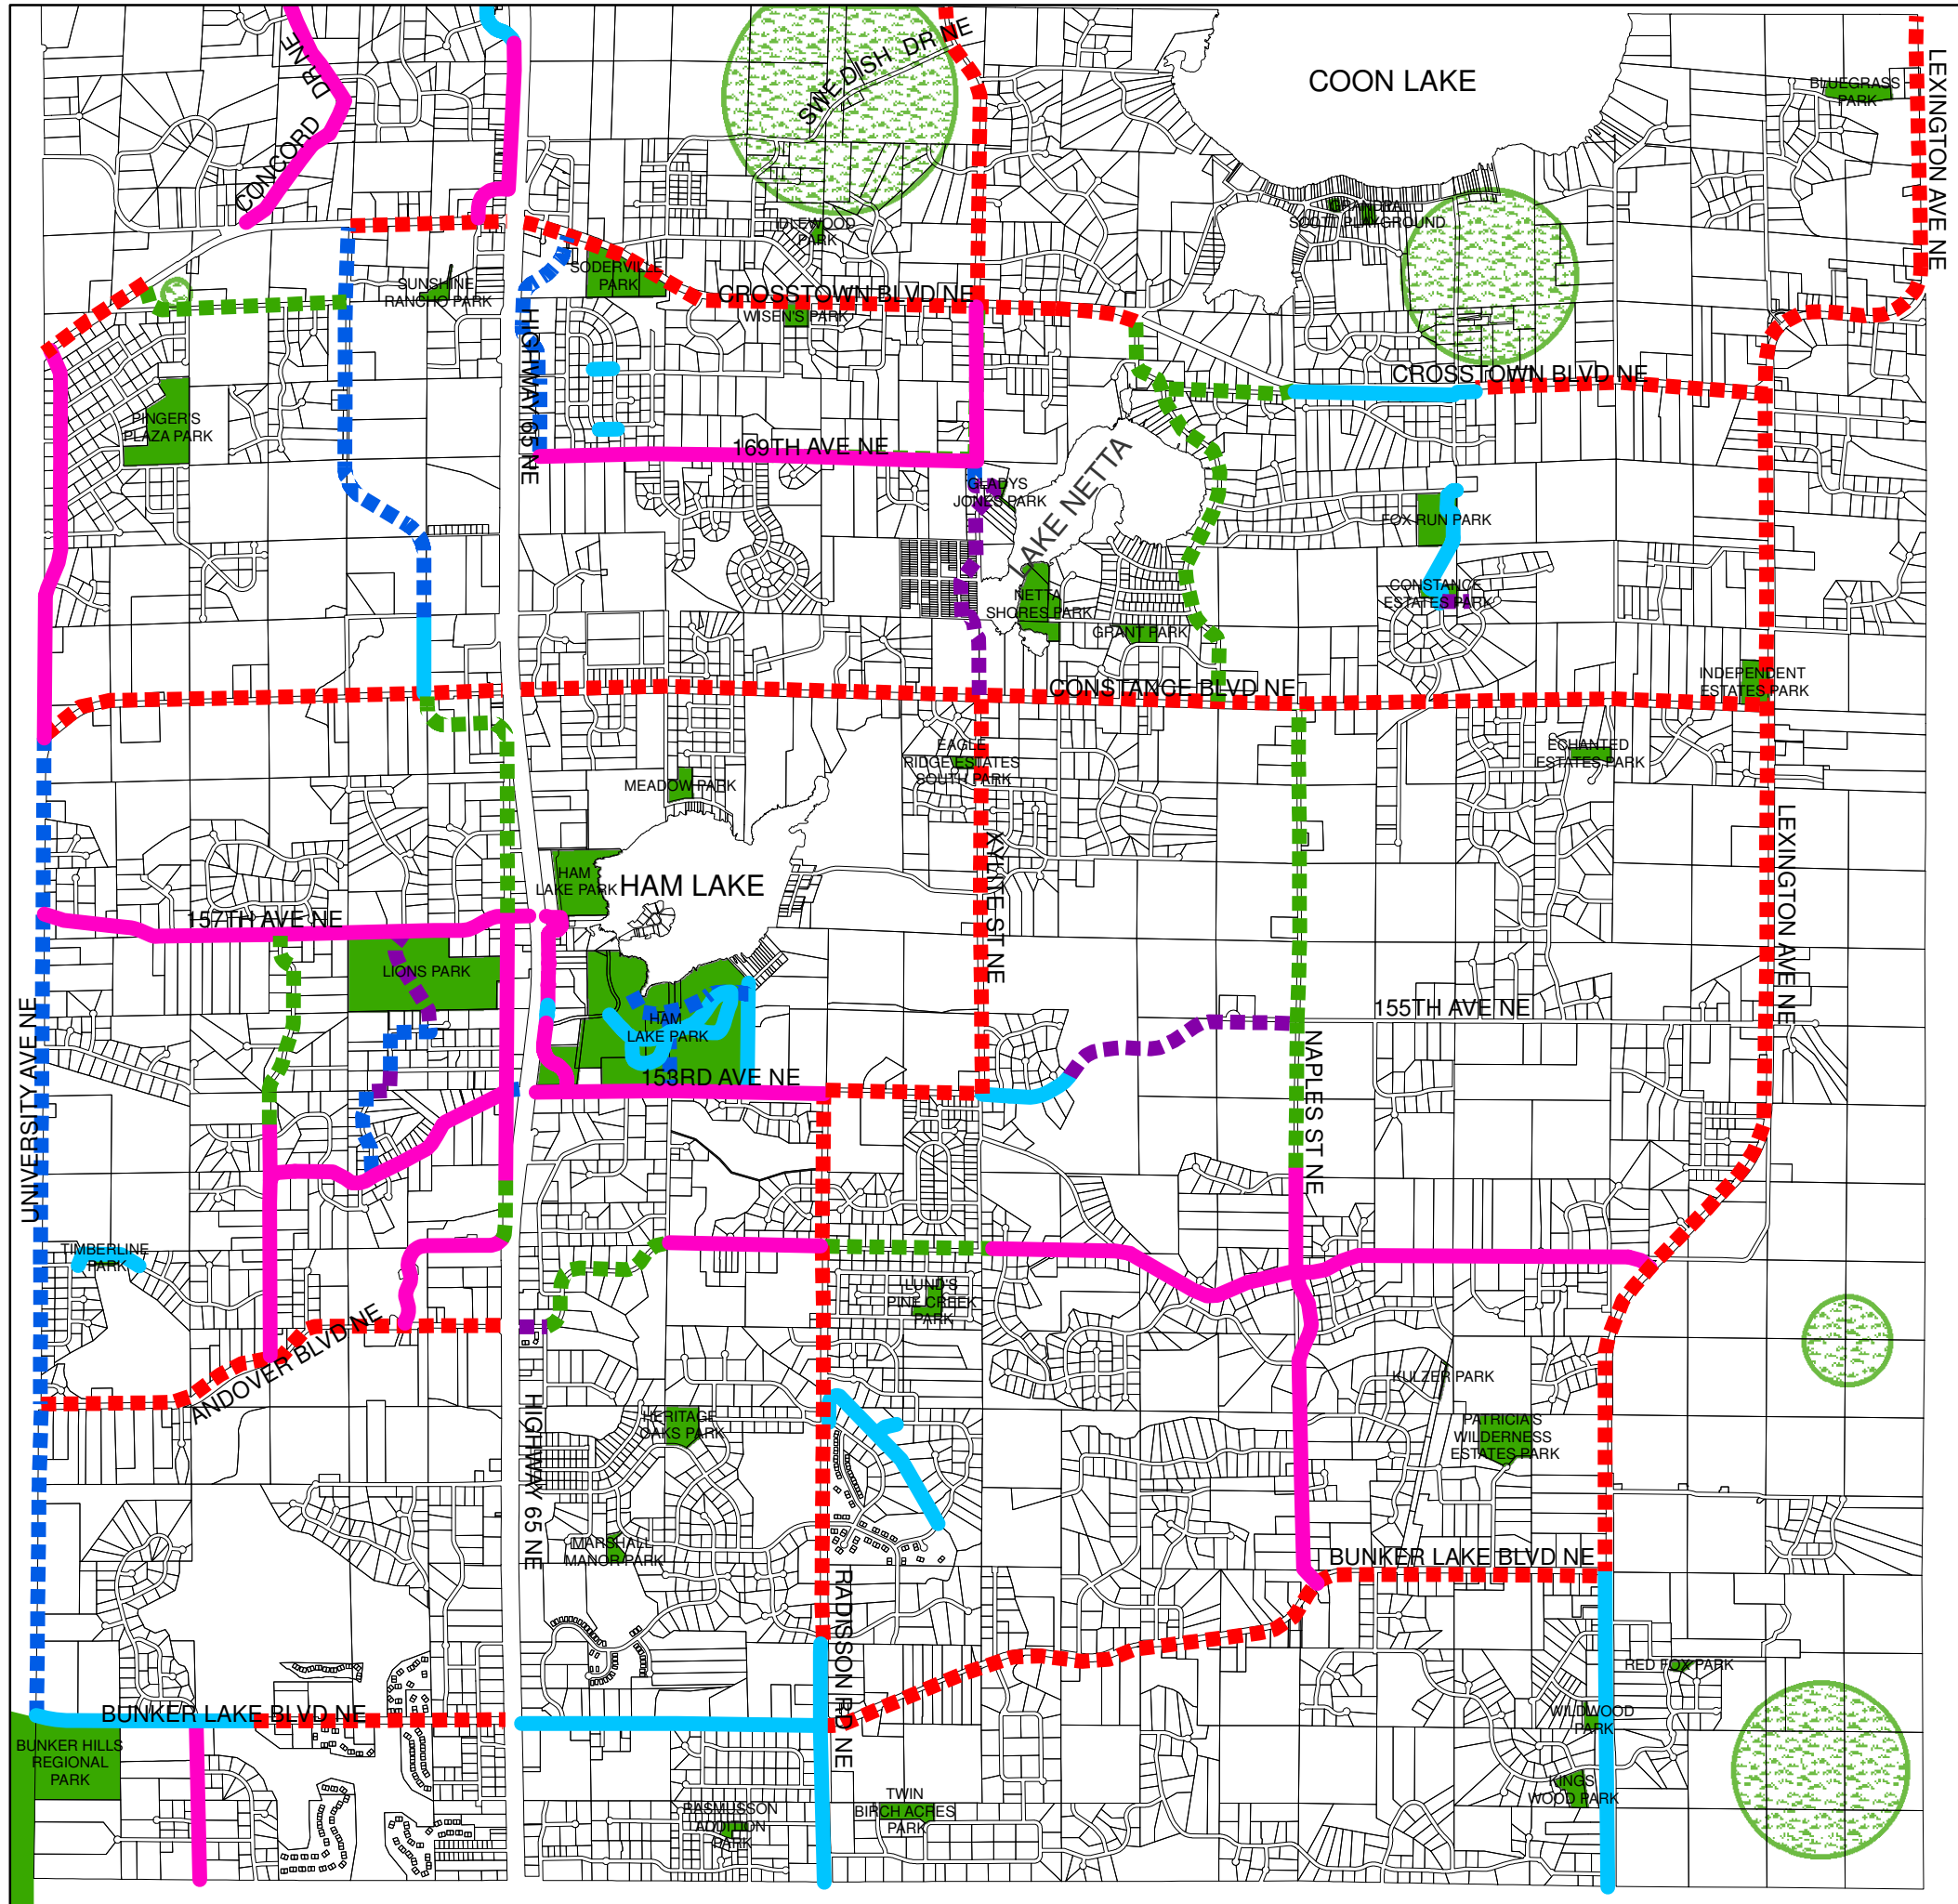 CONCORD
DR NE
SWEDISH DR NE
COON LAKE
BLUEGRASS
PARK
LEXINGTON AVE NE
IDLEWOOD
PARK
GRANDPALI
SCOTT PLAYGROUND
SUNSHINE
RANCHO PARK
SODERVILLE
PARK
CROSSTOWN BLVD NE
WISEN'S PARK
HIGHWAY 65 NE
CROSSTOWN BLVD NE
PINGER'S
PLAZA PARK
169TH AVE NE
GLADYS
JONES PARK
LAKE NETTA
FOX RUN PARK
NETTA
SHORES PARK
CONSTANCE
ESTATES PARK
GRANT PARK
CONSTANCE BLVD NE
INDEPENDENT
ESTATES PARK
EAGLE
RIDGE ESTATES
SOUTH PARK
ECHANTED
ESTATES PARK
MEADOW PARK
HAM
LAKE PARK
HAM LAKE
XYLITE ST NE
LEXINGTON AVE NE
157TH AVE NE
LIONS PARK
HAM
LAKE PARK
155TH AVE NE
UNIVERSITY AVE NE
153RD AVE NE
NAPLES ST NE
TIMBERLINE
PARK
LUND'S
PINE CREEK
PARK
ANDOVER BLVD NE
KULZER PARK
HIGHWAY 65 NE
HERITAGE
OAKS PARK
PATRICIA'S
WILDERNESS
ESTATES PARK
MARSHALL
MANOR PARK
BUNKER LAKE BLVD NE
RADISSON RD NE
RED FOX PARK
BUNKER LAKE BLVD NE
WILDWOOD
PARK
BUNKER HILLS
REGIONAL
PARK
KINGS
WOOD PARK
RASMUSSON
ADDITION
PARK
TWIN
BIRCH ACRES
PARK